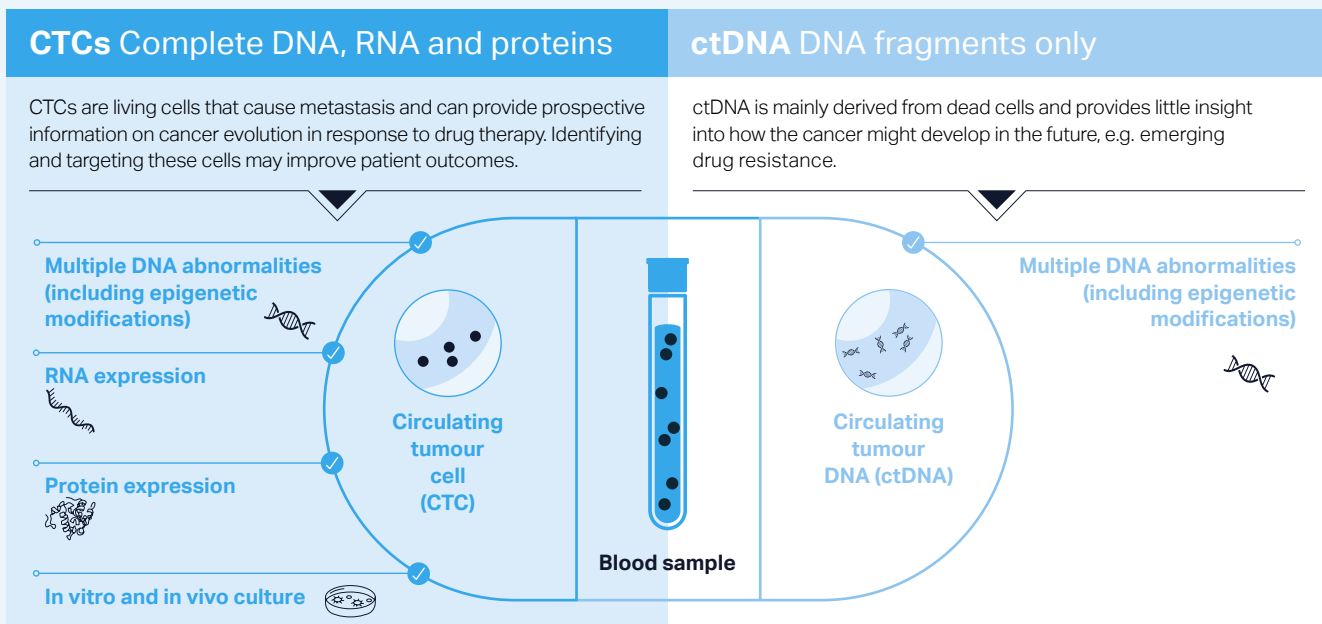 CTCs Complete DNA, RNA and proteins
CTCs are living cells that cause metastasis and can provide prospective
information on cancer evolution in response to drug therapy. Identifying
and targeting these cells may improve patient outcomes.
Multiple DNA abnormalities
(including epigenetic
modifications)
RNA expression
Protein expression
In vitro and in vivo culture
Circulating
tumour
cell
(CTC)
Blood sample
ctDNA DNA fragments only
ctDNA is mainly derived from dead cells and provides little insight
into how the cancer might develop in the future, e.g. emerging
drug resistance.
Circulating
tumour
DNA (ctDNA)
Multiple DNA abnormalities
(including epigenetic
modifications)